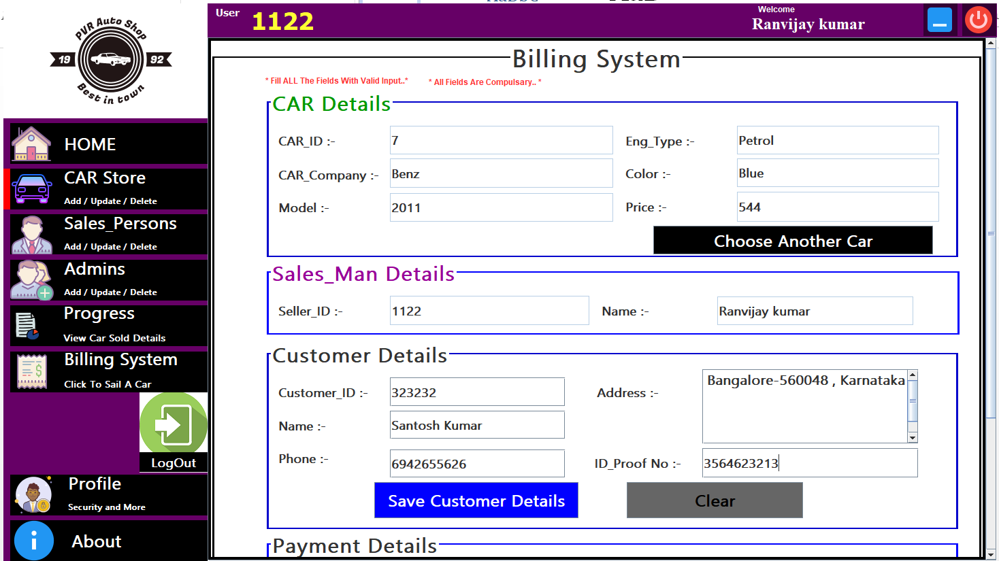 User
1122
Welcome
Ranvijay kumar
PVR Auto Shop
19 92
Best in town
HOME
CAR Store
Add / Update / Delete
Sales_Persons
Add / Update / Delete
Admins
Add / Update / Delete
Progress
View Car Sold Details
Billing System
Click To Sail A Car
LogOut
Profile
Security and More
About
Billing System
* Fill ALL The Fields With Valid Input..* * All Fields Are Compulsary.. *
CAR Details
CAR_ID :- 7 Eng_Type :- Petrol
CAR_Company :- Benz Color :- Blue
Model :- 2011 Price :- 544
Choose Another Car
Sales_Man Details
Seller_ID :- 1122 Name :- Ranvijay kumar
Customer Details
Customer_ID :- 323232 Address :- Bangalore-560048 , Karnataka
Name :- Santosh Kumar
Phone :- 6942655626 ID_Proof No :- 3564623213
Save Customer Details Clear
Payment Details